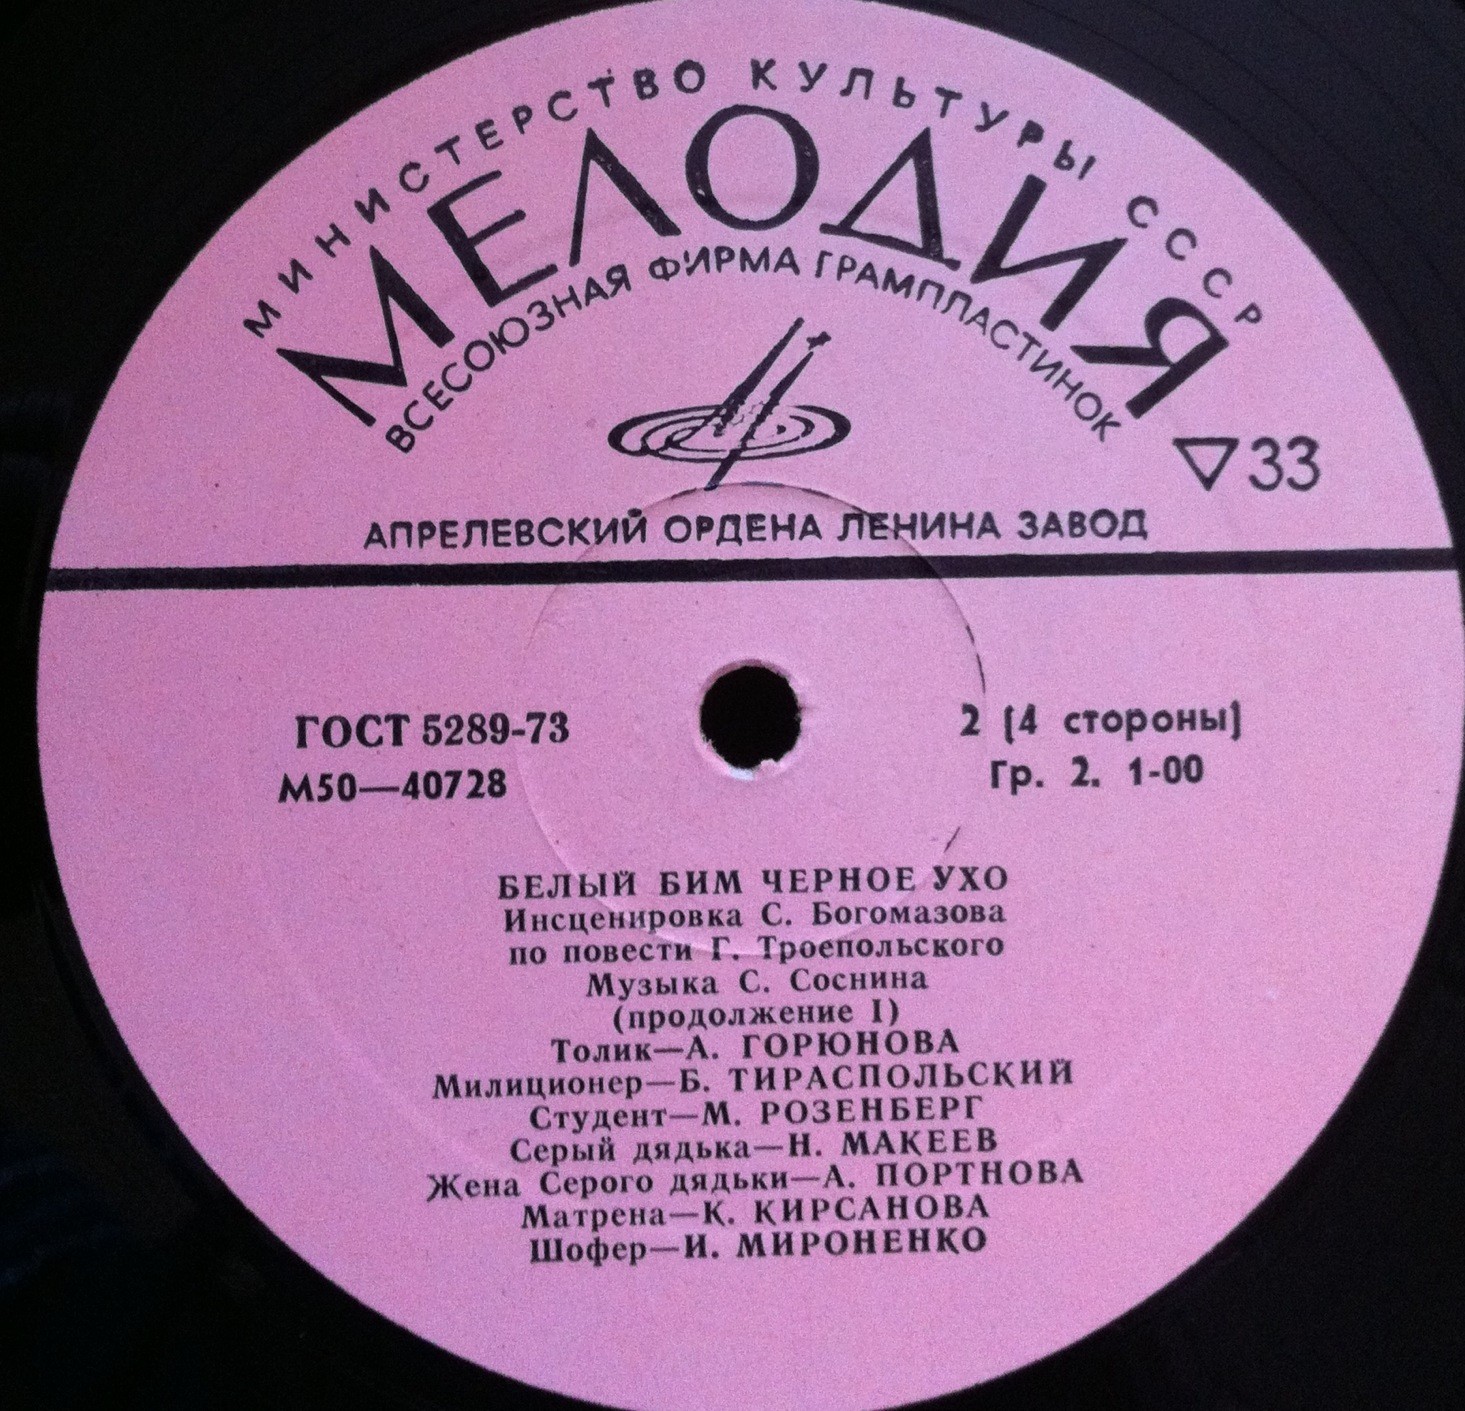 МИНИСТЕРСТВО КУЛЬТУРЫ СССР
МЕЛОДИЯ
ВСЕСОЮЗНАЯ ФИРМА ГРАМПЛАСТИНОК
33
АПРЕЛЕВСКИЙ ОРДЕНА ЛЕНИНА ЗАВОД
ГОСТ 5289-73
М50—40728
2 (4 стороны)
Гр. 2. 1-00
БЕЛЫЙ БИМ ЧЕРНОЕ УХО
Инсценировка С. Богомазова
по повести Г. Троепольского
Музыка С. Соснина
(продолжение I)
Толик—А. ГОРЮНОВА
Милиционер—Б. ТИРАСПОЛЬСКИЙ
Студент—М. РОЗЕНБЕРГ
Серый дядька—Н. МАКЕЕВ
Жена Серого дядьки—А. ПОРТНОВА
Матрена—К. КИРСАНОВА
Шофер—И. МИРОНЕНКО